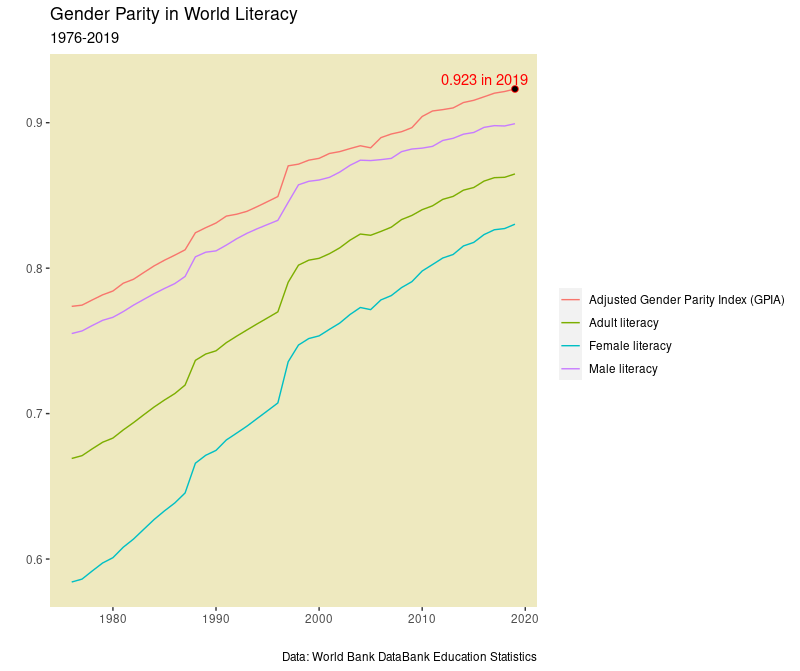 Gender Parity in World Literacy
1976-2019
0.923 in 2019
0.9
0.8
0.7
0.6
1980 1990 2000 2010 2020
Adjusted Gender Parity Index (GPIA)
Adult literacy
Female literacy
Male literacy
Data: World Bank DataBank Education Statistics